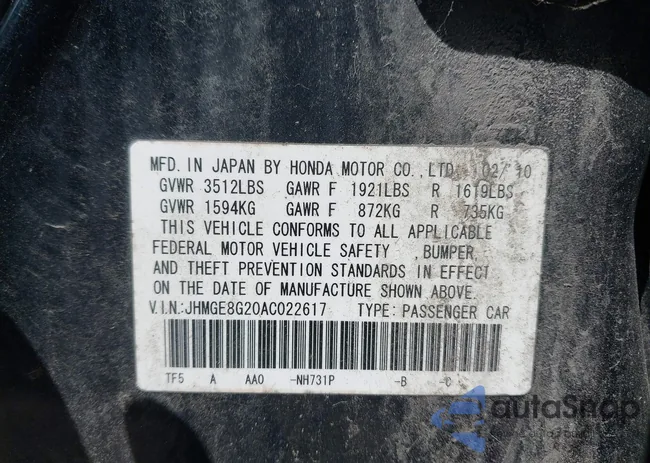 MFD. IN JAPAN BY HONDA MOTOR CO., LTD. 02/10
GVWR 3512LBS GAWR F 1921LBS R 1619LBS
GVWR 1594KG GAWR F 872KG R 735KG
THIS VEHICLE CONFORMS TO ALL APPLICABLE
FEDERAL MOTOR VEHICLE SAFETY , BUMPER,
AND THEFT PREVENTION STANDARDS IN EFFECT
ON THE DATE OF MANUFACTURE SHOWN ABOVE.
V.I.N.:JHMGE8G20AC022617 TYPE: PASSENGER CAR
TF5 A AAO -NH731P -B -C
autoSnap